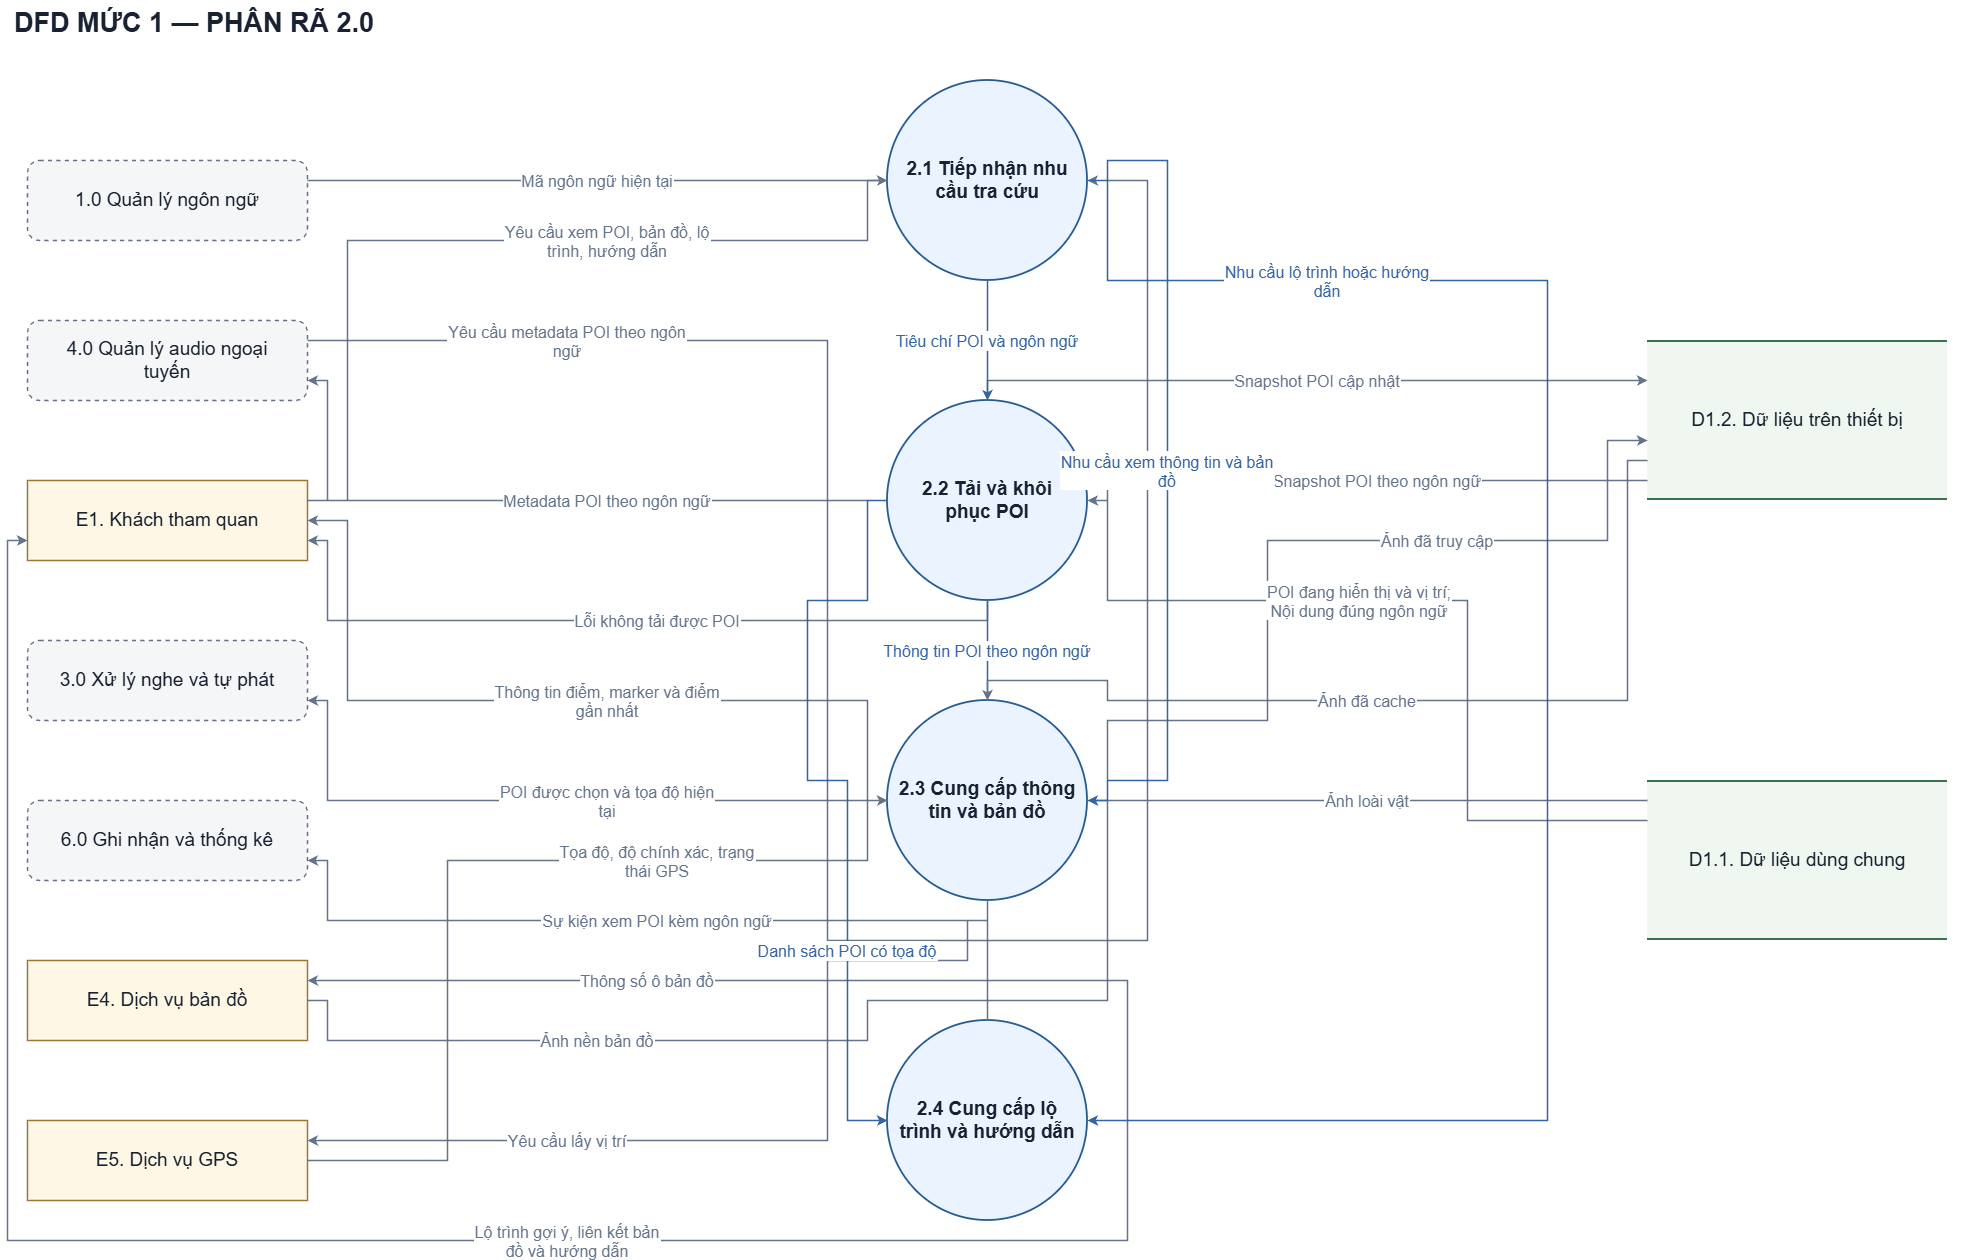 DFD MỨC 1 — PHÂN RÃ 2.0
2.1 Tiếp nhận nhu
cầu tra cứu
1.0 Quản lý ngôn ngữ
Mã ngôn ngữ hiện tại
Yêu cầu xem POI, bản đồ, lộ
trình, hướng dẫn
Nhu cầu lộ trình hoặc hướng
dẫn
4.0 Quản lý audio ngoại
tuyến
Yêu cầu metadata POI theo ngôn
ngữ
Tiêu chí POI và ngôn ngữ
Snapshot POI cập nhật
D1.2. Dữ liệu trên thiết bị
Nhu cầu xem thông tin và bản
đồ
Snapshot POI theo ngôn ngữ
2.2 Tải và khôi
phục POI
E1. Khách tham quan
Metadata POI theo ngôn ngữ
Ảnh đã truy cập
POI đang hiển thị và vị trí;
Nội dung đúng ngôn ngữ
Lỗi không tải được POI
Thông tin POI theo ngôn ngữ
3.0 Xử lý nghe và tự phát
Thông tin điểm, marker và điểm
gần nhất
Ảnh đã cache
2.3 Cung cấp thông
tin và bản đồ
POI được chọn và tọa độ hiện
tại
Ảnh loài vật
6.0 Ghi nhận và thống kê
Tọa độ, độ chính xác, trạng
thái GPS
D1.1. Dữ liệu dùng chung
Sự kiện xem POI kèm ngôn ngữ
Danh sách POI có tọa độ
Thông số ô bản đồ
E4. Dịch vụ bản đồ
Ảnh nền bản đồ
2.4 Cung cấp lộ
trình và hướng dẫn
Yêu cầu lấy vị trí
E5. Dịch vụ GPS
Lộ trình gợi ý, liên kết bản
đồ và hướng dẫn